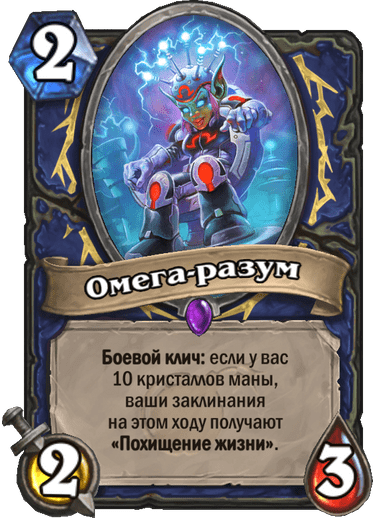 2
Омега-разум
Боевой клич: если у вас
10 кристаллов маны,
ваши заклинания
на этом ходу получают
«Похищение жизни».
2
3